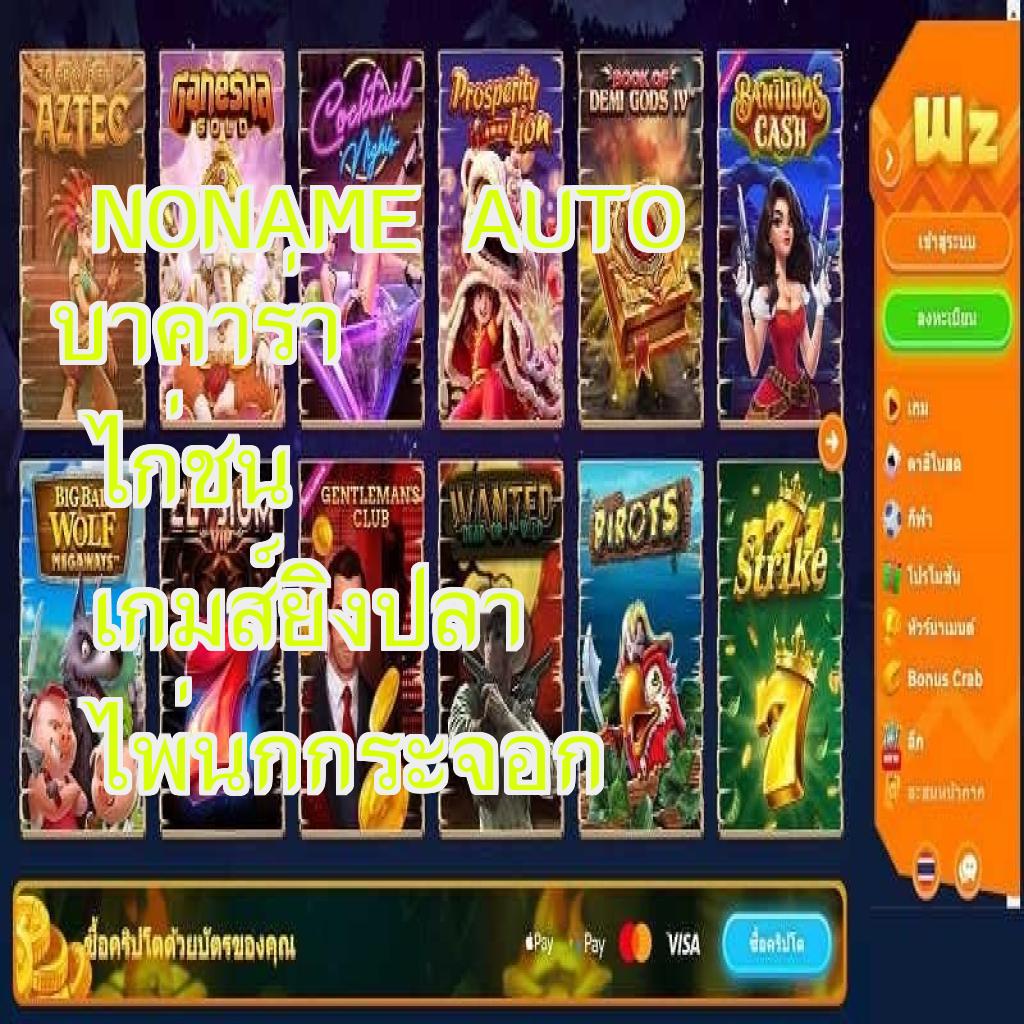 AZTEC
Ganesha
GOLD
Cocktail
Nights
Prosperity
Lion
BOOK OF
DEMI GODS IV
BANDIDOS
CASH
Wz
เข้าสู่ระบบ
ลงทะเบียน
NONAME AUTO
บาคาร่า
ไก่ชน
เกมส์ยิงปลา
ไพ่นกกระจอก
เกม
คาสิโนสด
กีฬา
โปรโมชั่น
ทัวร์นาเมนต์
Bonus Crab
BIG BAD
WOLF
MEGAWAYS
ELYSIUM
VIP
GENTLEMAN'S
CLUB
WANTED
DEAD OR A WILD
PIROTS
777
Strike
7
ซื้อคริปโตด้วยบัตรของคุณ
Pay
Pay
VISA
ซื้อคริปโต